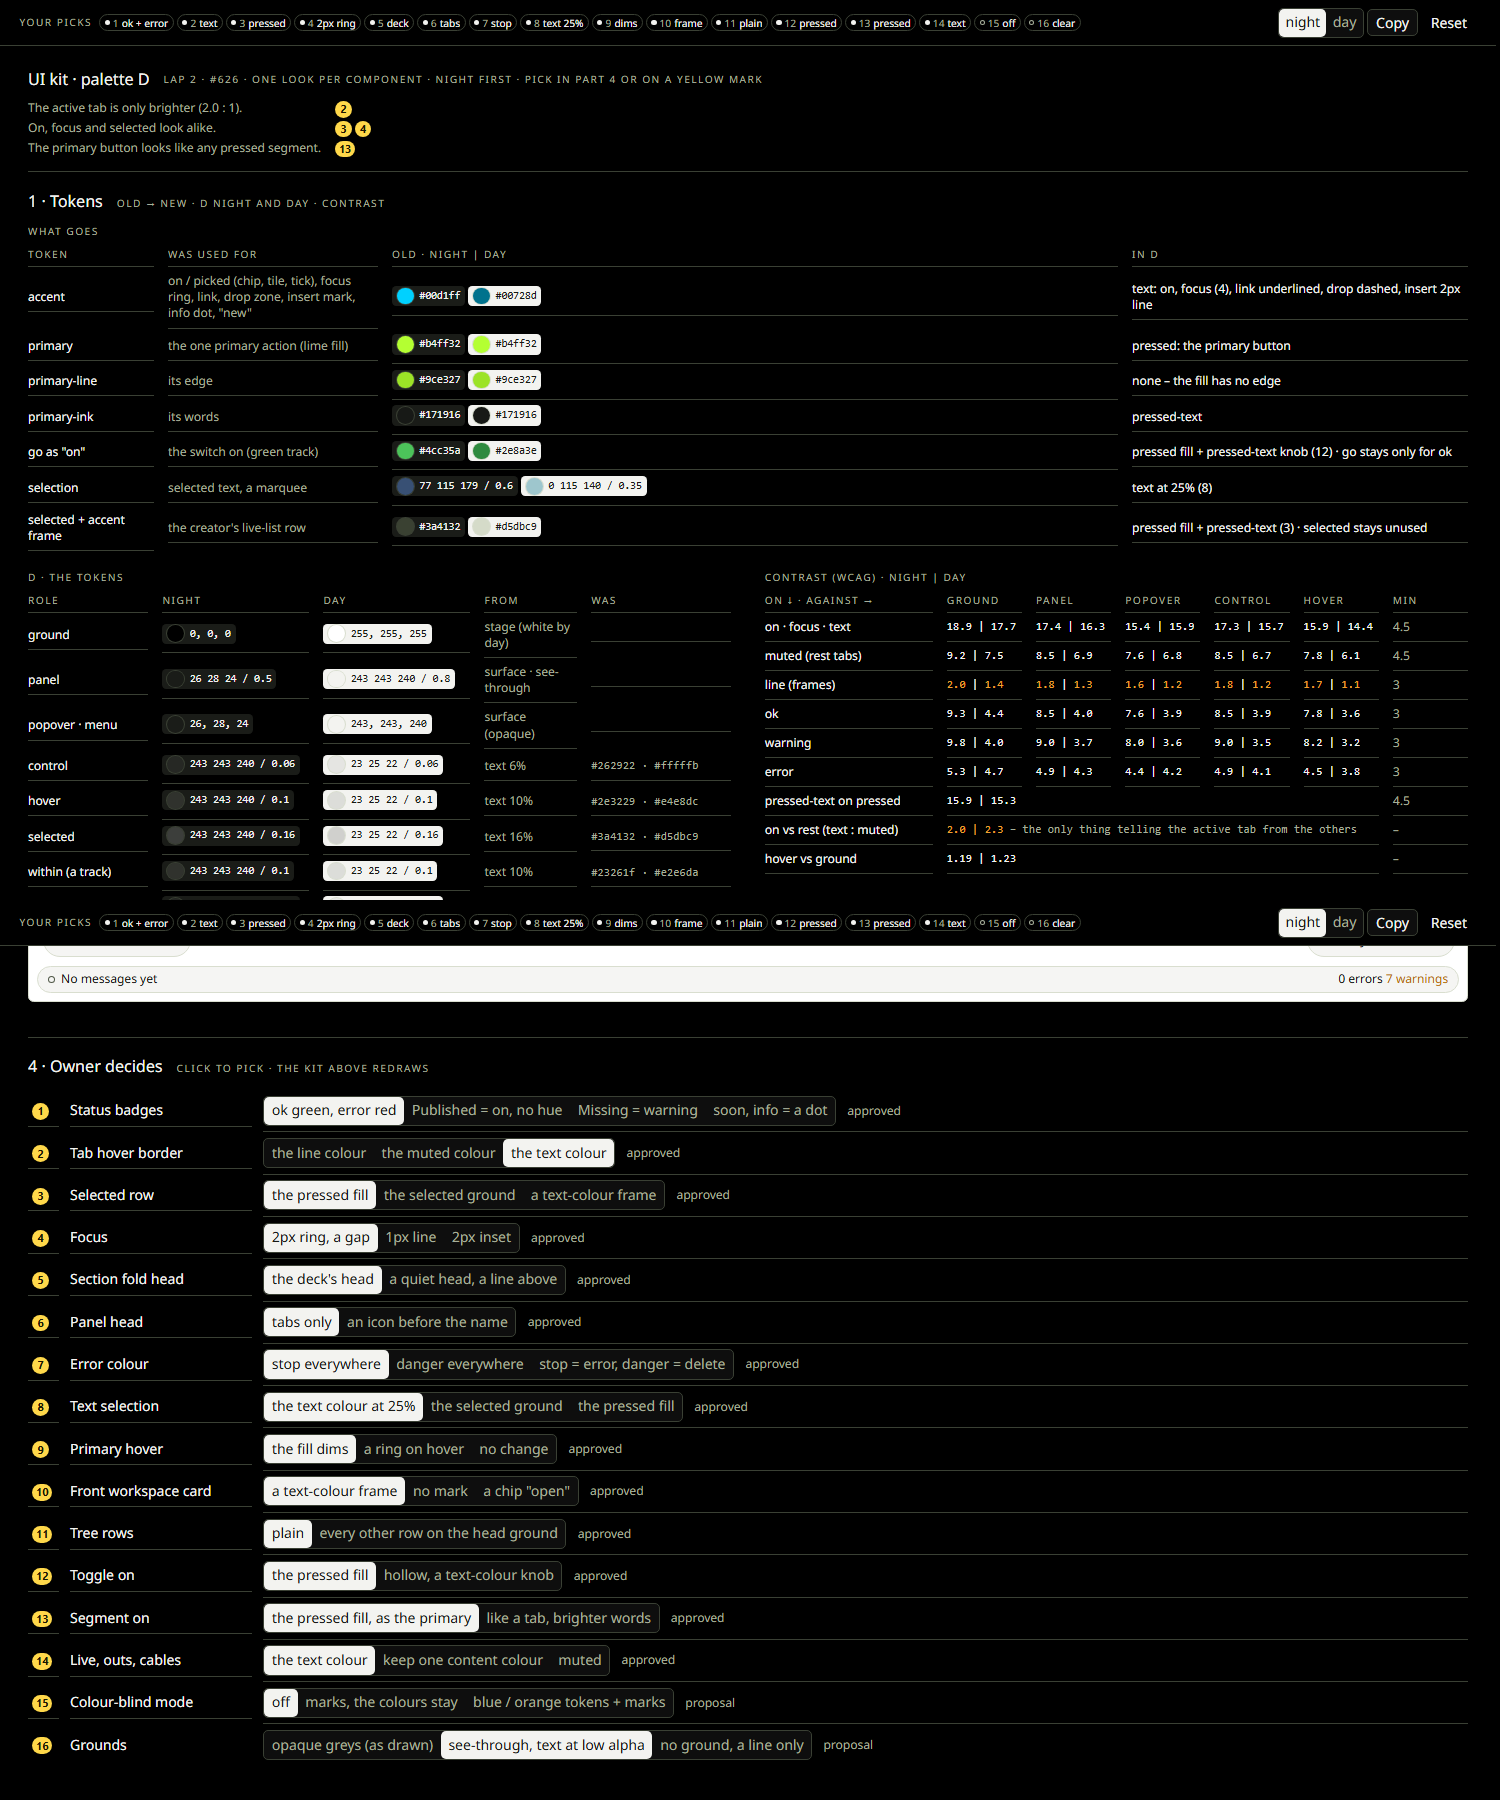 YOUR PICKS 1 ok + error 2 text 3 pressed 4 2px ring 5 deck 6 tabs 7 stop 8 text 25% 9 dims 10 frame 11 plain 12 pressed 13 pressed 14 text 15 off 16 clear night day Copy Reset
UI kit · palette D LAP 2 · #626 · ONE LOOK PER COMPONENT · NIGHT FIRST · PICK IN PART 4 OR ON A YELLOW MARK
The active tab is only brighter (2.0 : 1). 2
On, focus and selected look alike. 3 4
The primary button looks like any pressed segment. 13
1 · Tokens OLD → NEW · D NIGHT AND DAY · CONTRAST
WHAT GOES
TOKEN WAS USED FOR OLD · NIGHT | DAY IN D
accent on / picked (chip, tile, tick), focus ring, link, drop zone, insert mark, info dot, "new" #00d1ff #00728d text: on, focus (4), link underlined, drop dashed, insert 2px line
primary the one primary action (lime fill) #b4ff32 #b4ff32 pressed: the primary button
primary-line its edge #9ce327 #9ce327 none – the fill has no edge
primary-ink its words #171916 #171916 pressed-text
go as "on" the switch on (green track) #4cc35a #2e8a3e pressed fill + pressed-text knob (12) · go stays only for ok
selection selected text, a marquee 77 115 179 / 0.6 0 115 140 / 0.35 text at 25% (8)
selected + accent frame the creator's live-list row #3a4132 #d5dbc9 pressed fill + pressed-text (3) · selected stays unused
D · THE TOKENS
ROLE NIGHT DAY FROM WAS
ground 0, 0, 0 255, 255, 255 stage (white by day)
panel 26 28 24 / 0.5 243 243 240 / 0.8 surface · see-through
popover · menu 26, 28, 24 243, 243, 240 surface (opaque)
control 243 243 240 / 0.06 23 25 22 / 0.06 text 6% #262922 · #fffffb
hover 243 243 240 / 0.1 23 25 22 / 0.1 text 10% #2e3229 · #e4e8dc
selected 243 243 240 / 0.16 23 25 22 / 0.16 text 16% #3a4132 · #d5dbc9
within (a track) 243 243 240 / 0.1 23 25 22 / 0.1 text 10% #23261f · #e2e6da
CONTRAST (WCAG) · NIGHT | DAY
ON ↓ · AGAINST → GROUND PANEL POPOVER CONTROL HOVER MIN
on · focus · text 18.9 | 17.7 17.4 | 16.3 15.4 | 15.9 17.3 | 15.7 15.9 | 14.4 4.5
muted (rest tabs) 9.2 | 7.5 8.5 | 6.9 7.6 | 6.8 8.5 | 6.7 7.8 | 6.1 4.5
line (frames) 2.0 | 1.4 1.8 | 1.3 1.6 | 1.2 1.8 | 1.2 1.7 | 1.1 3
ok 9.3 | 4.4 8.5 | 4.0 7.6 | 3.9 8.5 | 3.9 7.8 | 3.6 3
warning 9.8 | 4.0 9.0 | 3.7 8.0 | 3.6 9.0 | 3.5 8.2 | 3.2 3
error 5.3 | 4.7 4.9 | 4.3 4.4 | 4.2 4.9 | 4.1 4.5 | 3.8 3
pressed-text on pressed 15.9 | 15.3 4.5
on vs rest (text : muted) 2.0 | 2.3 – the only thing telling the active tab from the others –
hover vs ground 1.19 | 1.23 –
YOUR PICKS 1 ok + error 2 text 3 pressed 4 2px ring 5 deck 6 tabs 7 stop 8 text 25% 9 dims 10 frame 11 plain 12 pressed 13 pressed 14 text 15 off 16 clear night day Copy Reset
No messages yet 0 errors 7 warnings
4 · Owner decides CLICK TO PICK · THE KIT ABOVE REDRAWS
1 Status badges ok green, error red Published = on, no hue Missing = warning soon, info = a dot approved
2 Tab hover border the line colour the muted colour the text colour approved
3 Selected row the pressed fill the selected ground a text-colour frame approved
4 Focus 2px ring, a gap 1px line 2px inset approved
5 Section fold head the deck's head a quiet head, a line above approved
6 Panel head tabs only an icon before the name approved
7 Error colour stop everywhere danger everywhere stop = error, danger = delete approved
8 Text selection the text colour at 25% the selected ground the pressed fill approved
9 Primary hover the fill dims a ring on hover no change approved
10 Front workspace card a text-colour frame no mark a chip "open" approved
11 Tree rows plain every other row on the head ground approved
12 Toggle on the pressed fill hollow, a text-colour knob approved
13 Segment on the pressed fill, as the primary like a tab, brighter words approved
14 Live, outs, cables the text colour keep one content colour muted approved
15 Colour-blind mode off marks, the colours stay blue / orange tokens + marks proposal
16 Grounds opaque greys (as drawn) see-through, text at low alpha no ground, a line only proposal